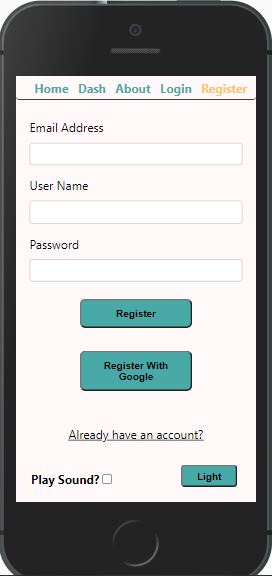 Home Dash About Login Register
Email Address
User Name
Password
Register
Register With
Google
Already have an account?
Play Sound? Light